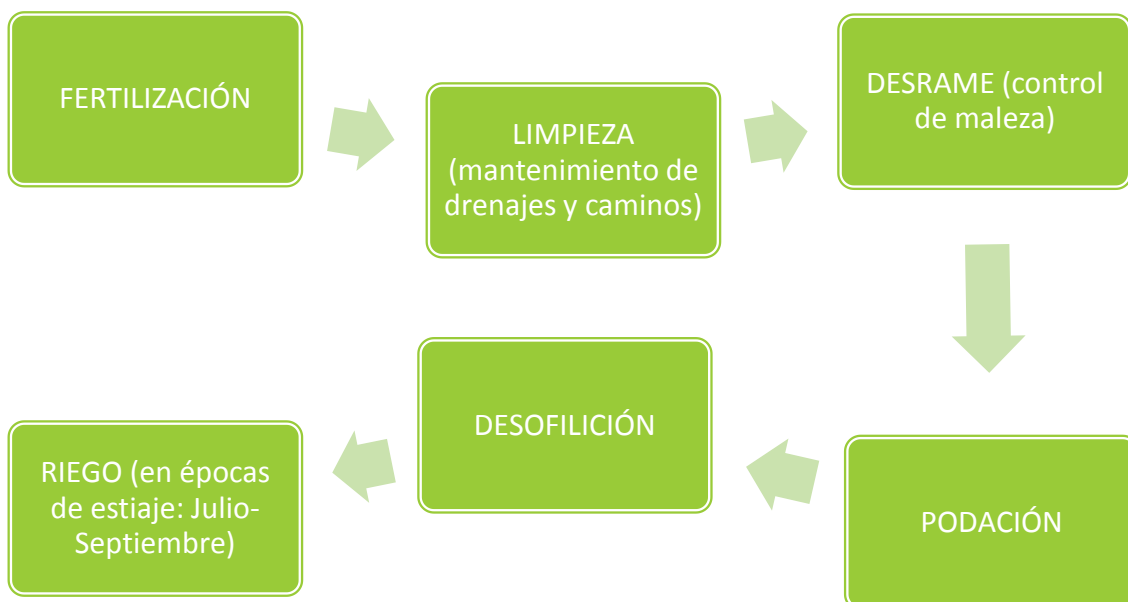 FERTILIZACIÓN
LIMPIEZA
(mantenimiento de
drenajes y caminos)
DESRAME (control
de maleza)
PODACIÓN
DESOFILICIÓN
RIEGO (en épocas
de estiaje: Julio-
Septiembre)